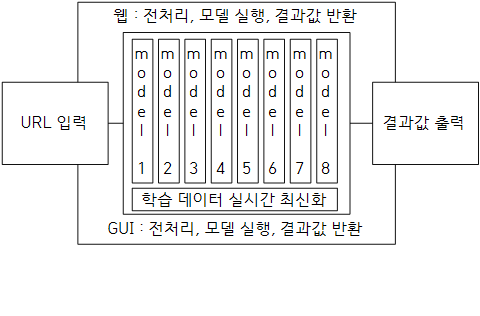 웹 : 전처리, 모델 실행, 결과값 반환
URL 입력
model 1
model 2
model 3
model 4
model 5
model 6
model 7
model 8
결과값 출력
학습 데이터 실시간 최신화
GUI : 전처리, 모델 실행, 결과값 반환